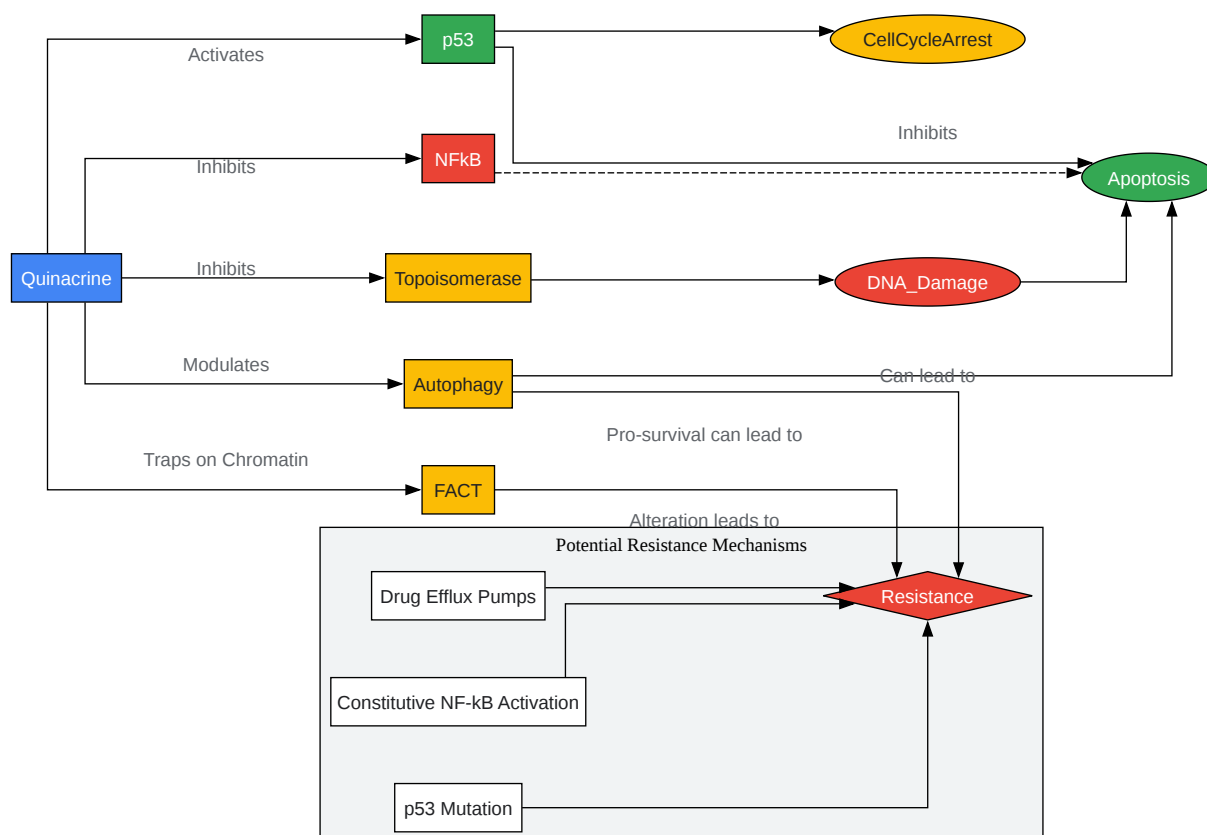 p53
CellCycleArrest
Activates
Inhibits
NFkB
Inhibits
Apoptosis
Quinacrine
Inhibits
Topoisomerase
DNA_Damage
Modulates
Autophagy
Can lead to
Pro-survival can lead to
Traps on Chromatin
FACT
Alteration leads to
Potential Resistance Mechanisms
Drug Efflux Pumps
Resistance
Constitutive NF-kB Activation
p53 Mutation